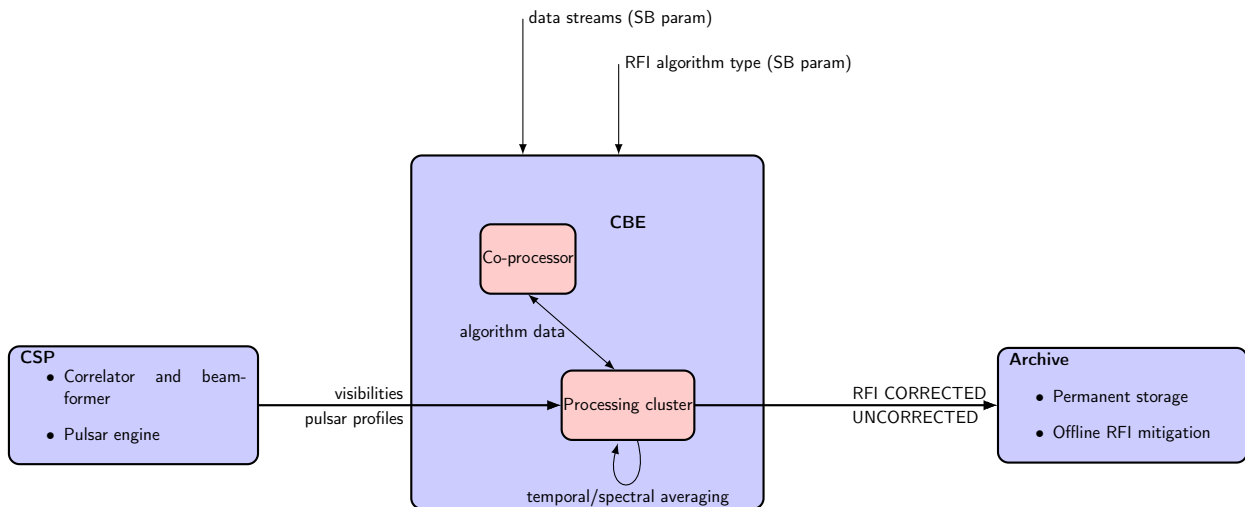 data streams (SB param)
RFI algorithm type (SB param)
CBE
Co-processor
algorithm data
CSP
• Correlator and beam-
former
• Pulsar engine
visibilities
pulsar profiles
Processing cluster
temporal/spectral averaging
RFI CORRECTED
UNCORRECTED
Archive
• Permanent storage
• Offline RFI mitigation